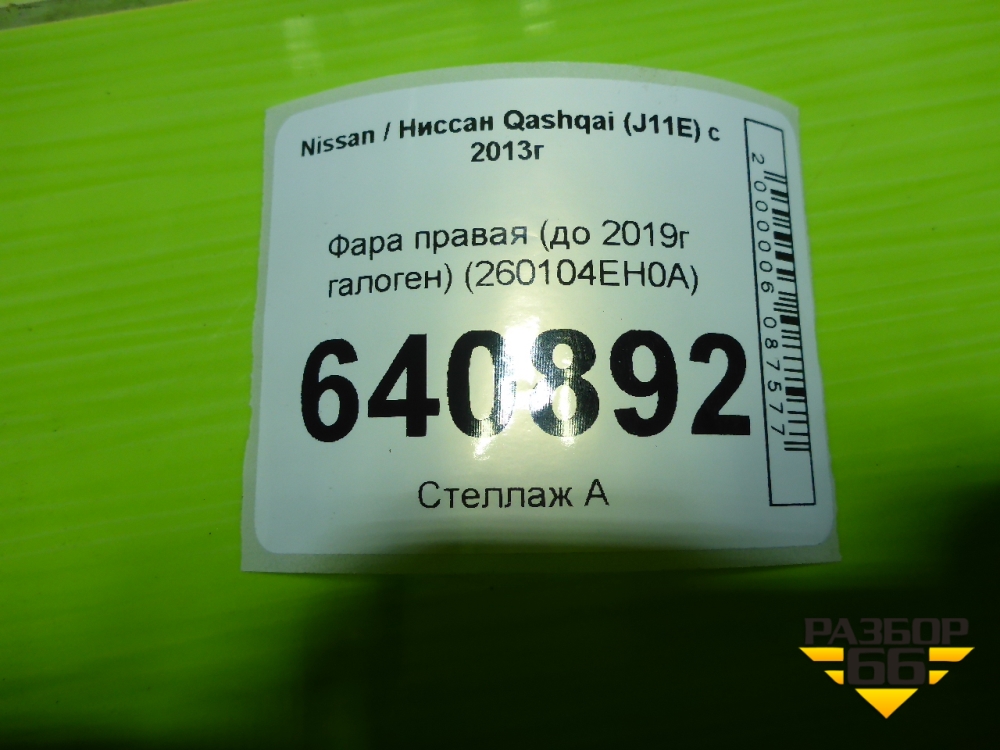 Nissan / Ниссан Qashqai (J11E) с
2013г
Фара правая (до 2019г
галоген) (260104EH0A)
640892
Стеллаж А
2000006087577
РАЗБОР
66